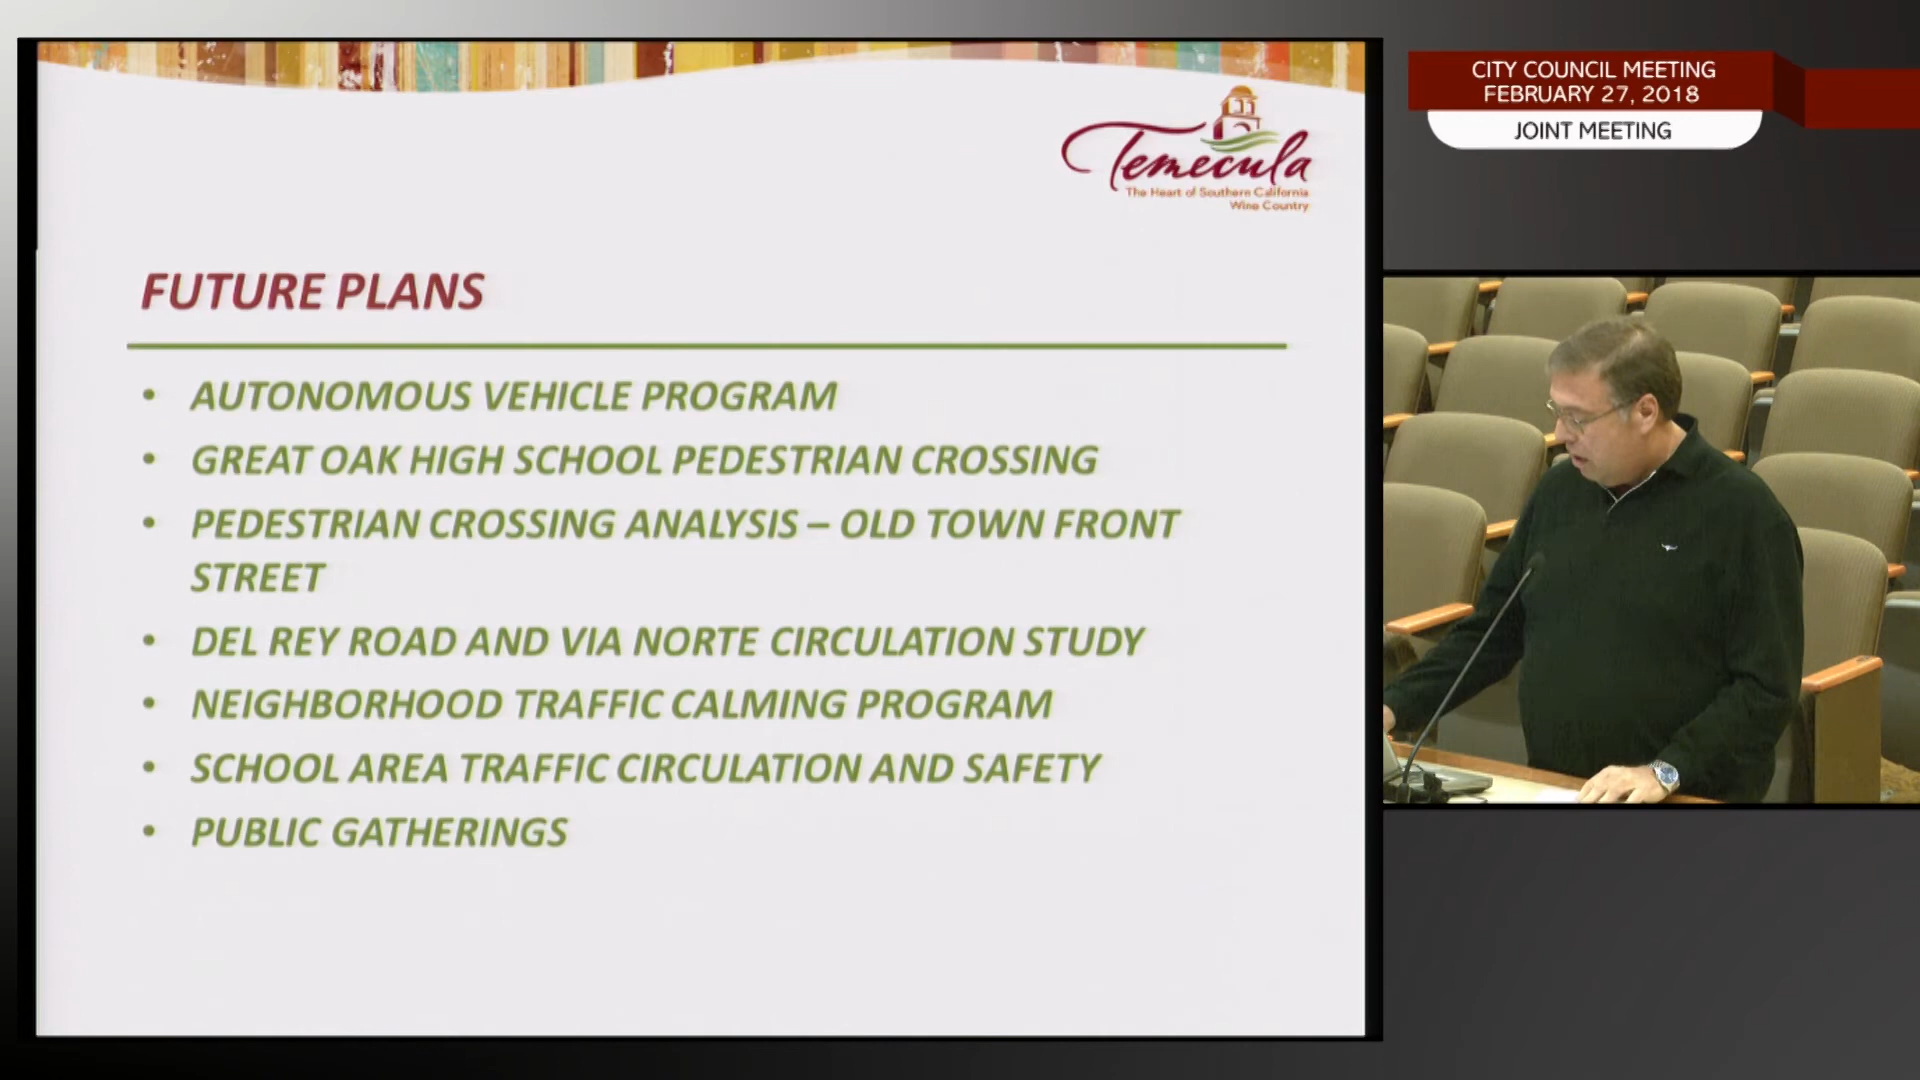 CITY COUNCIL MEETING
FEBRUARY 27, 2018
JOINT MEETING
Temecula
The Heart of Southern California
Wine Country
FUTURE PLANS
• AUTONOMOUS VEHICLE PROGRAM
• GREAT OAK HIGH SCHOOL PEDESTRIAN CROSSING
• PEDESTRIAN CROSSING ANALYSIS – OLD TOWN FRONT
STREET
• DEL REY ROAD AND VIA NORTE CIRCULATION STUDY
• NEIGHBORHOOD TRAFFIC CALMING PROGRAM
• SCHOOL AREA TRAFFIC CIRCULATION AND SAFETY
• PUBLIC GATHERINGS